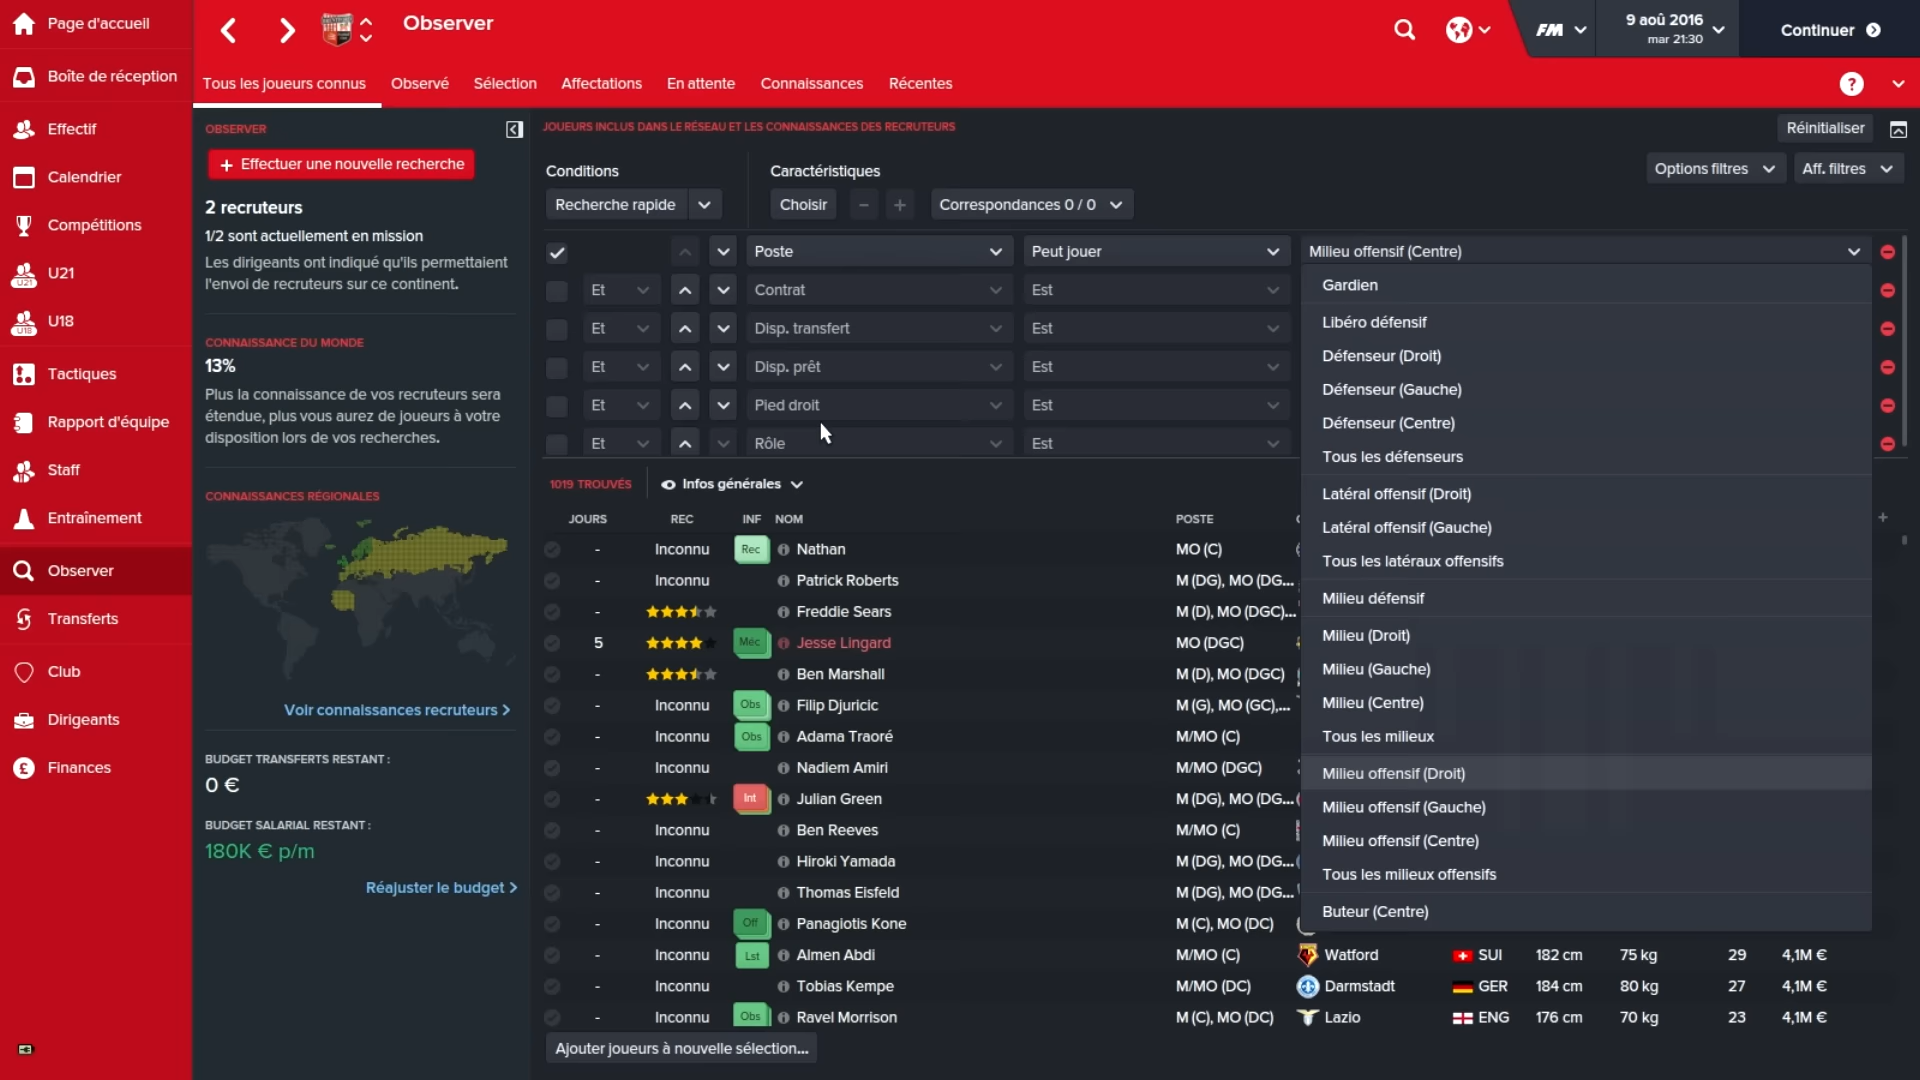 Page d'accueil
Boîte de réception
Effectif
Calendrier
Compétitions
U21
U21
U18
U18
Tactiques
Rapport d'équipe
Staff
Entraînement
Observer
Transferts
Club
Dirigeants
Finances
Observer
FM
9 aoû 2016
mar 21:30
Continuer
Tous les joueurs connus
Observé
Sélection
Affectations
En attente
Connaissances
Récentes
?
OBSERVER
+ Effectuer une nouvelle recherche
2 recruteurs
1/2 sont actuellement en mission
Les dirigeants ont indiqué qu'ils permettaient
l'envoi de recruteurs sur ce continent.
CONNAISSANCE DU MONDE
13%
Plus la connaissance de vos recruteurs sera
étendue, plus vous aurez de joueurs à votre
disposition lors de vos recherches.
CONNAISSANCES RÉGIONALES
Voir connaissances recruteurs >
BUDGET TRANSFERTS RESTANT :
0 €
BUDGET SALARIAL RESTANT :
180K € p/m
Réajuster le budget >
JOUEURS INCLUS DANS LE RÉSEAU ET LES CONNAISSANCES DES RECRUTEURS
Réinitialiser
Conditions
Caractéristiques
Options filtres
Aff. filtres
Recherche rapide
Choisir
Correspondances 0 / 0
Poste Peut jouer Milieu offensif (Centre)
Et Contrat Est
Et Disp. transfert Est
Et Disp. prêt Est
Et Pied droit Est
Et Rôle Est
Gardien
Libéro défensif
Défenseur (Droit)
Défenseur (Gauche)
Défenseur (Centre)
Tous les défenseurs
Latéral offensif (Droit)
Latéral offensif (Gauche)
Tous les latéraux offensifs
Milieu défensif
Milieu (Droit)
Milieu (Gauche)
Milieu (Centre)
Tous les milieux
Milieu offensif (Droit)
Milieu offensif (Gauche)
Milieu offensif (Centre)
Tous les milieux offensifs
Buteur (Centre)
1019 TROUVÉS
Infos générales
JOURS REC INF NOM POSTE
- Inconnu Rec Nathan MO (C)
- Inconnu Patrick Roberts M (DG), MO (DG...
- Freddie Sears M (D), MO (DGC)...
5 Méc Jesse Lingard MO (DGC)
- Ben Marshall M (D), MO (DGC)
- Inconnu Obs Filip Djuricic M (G), MO (GC),...
- Inconnu Obs Adama Traoré M/MO (C)
- Inconnu Nadiem Amiri M/MO (DGC)
- Int Julian Green M (DG), MO (DG...
- Inconnu Ben Reeves M/MO (C)
- Inconnu Hiroki Yamada M (DG), MO (DG...
- Inconnu Thomas Eisfeld M (DG), MO (DG...
- Inconnu Off Panagiotis Kone M (C), MO (DC)
- Inconnu Lst Almen Abdi M/MO (C) Watford SUI 182 cm 75 kg 29 4,1M €
- Inconnu Tobias Kempe M/MO (DC) Darmstadt GER 184 cm 80 kg 27 4,1M €
- Inconnu Obs Ravel Morrison M (C), MO (DC) Lazio ENG 176 cm 70 kg 23 4,1M €
Ajouter joueurs à nouvelle sélection...